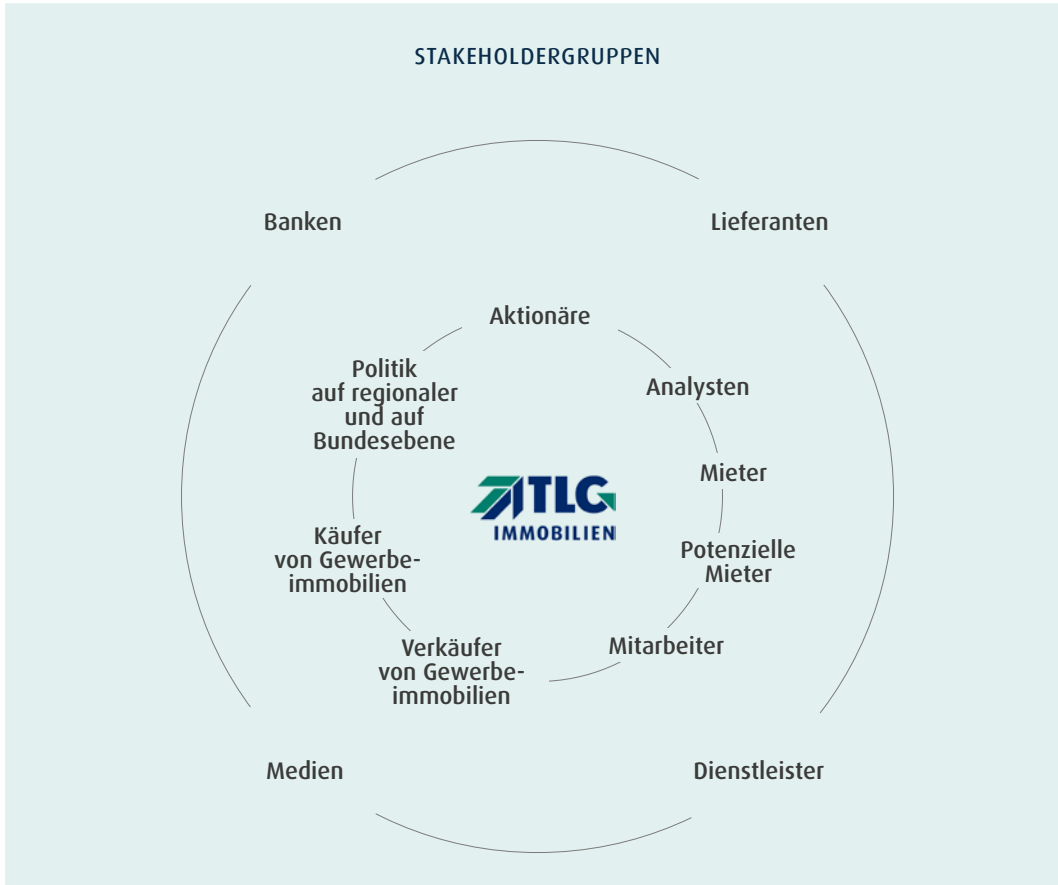 STAKEHOLDERGRUPPEN
Banken
Lieferanten
Aktionäre
Politik
auf regionaler
und auf
Bundesebene
Analysten
Mieter
TLG
IMMOBILIEN
Käufer
von Gewerbe-
immobilien
Potenzielle
Mieter
Verkäufer
von Gewerbe-
immobilien
Mitarbeiter
Medien
Dienstleister